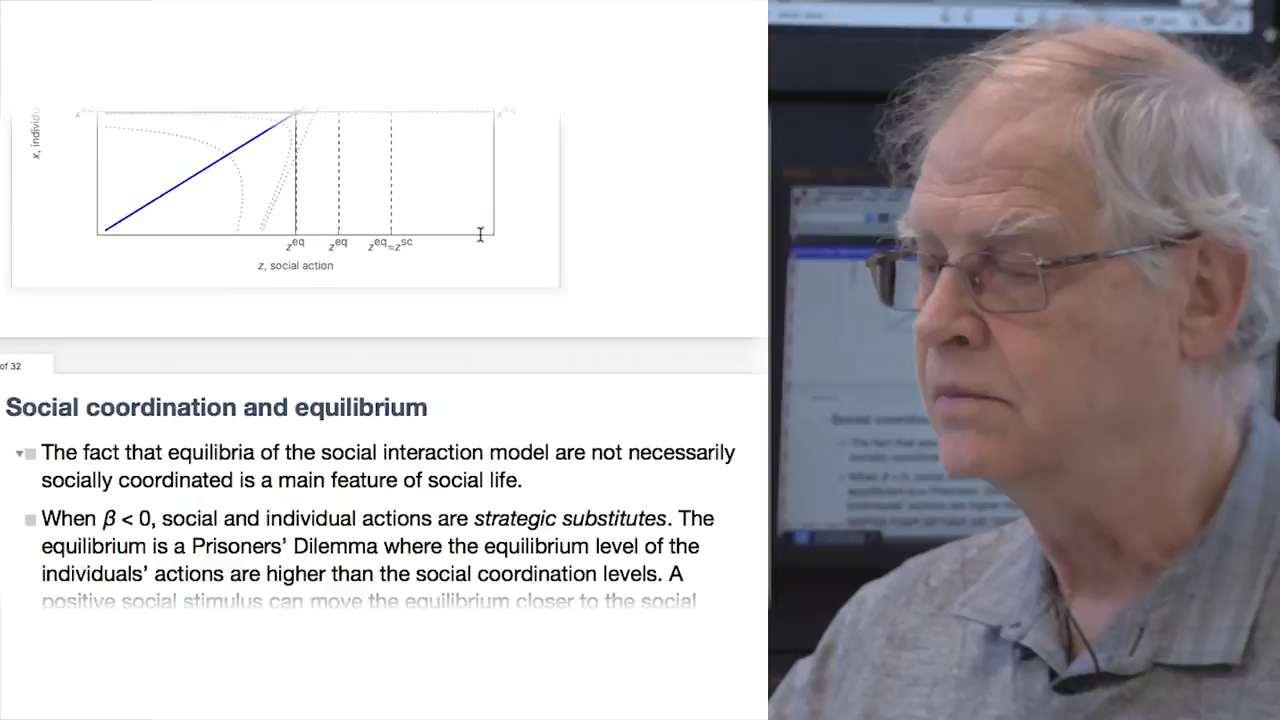 x, individu
z^eq z^eq z^eq=z^sc
z, social action
of 32
Social coordination and equilibrium
The fact that equilibria of the social interaction model are not necessarily
socially coordinated is a main feature of social life.
When β < 0, social and individual actions are strategic substitutes. The
equilibrium is a Prisoners’ Dilemma where the equilibrium level of the
individuals’ actions are higher than the social coordination levels. A
positive social stimulus can move the equilibrium closer to the social